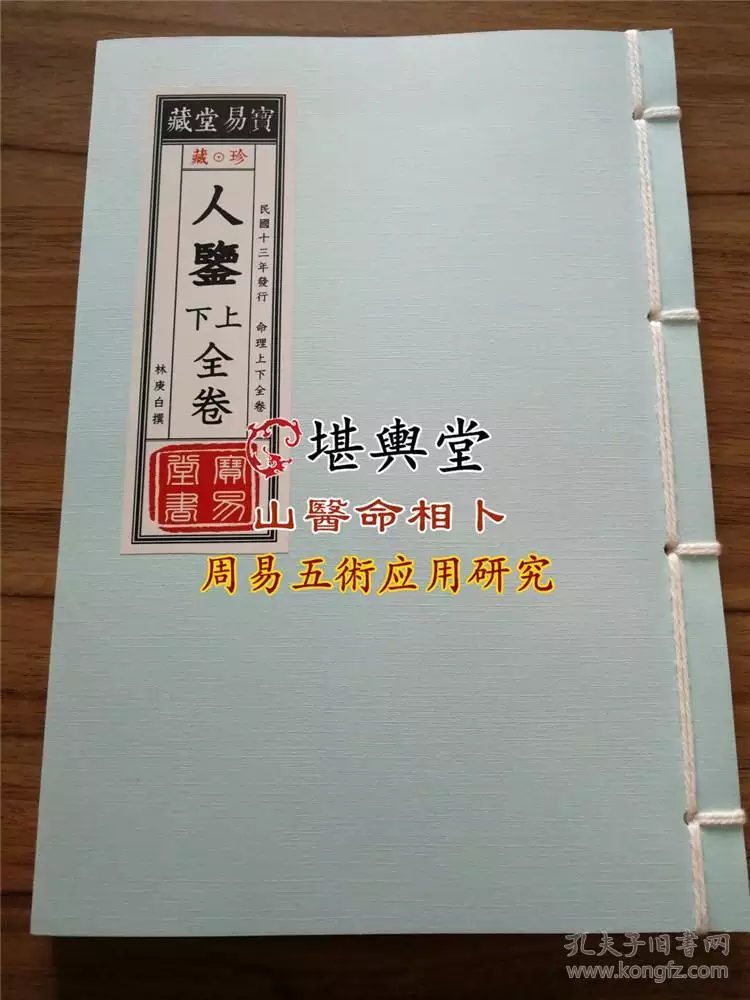 寶易堂藏
珍⊙藏
民國十三年發行 命理上下全卷
人鑒
上下
全卷
林庚白撰
寶易
堂書
堪輿堂
山醫命相卜
周易五術应用研究
孔夫子旧書网
www.kongfz.com